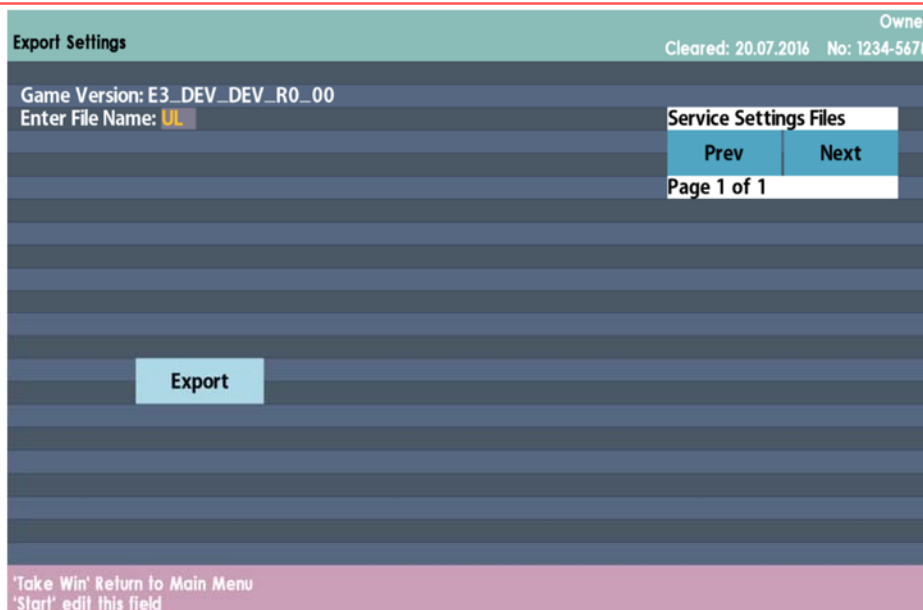 Owne
Export Settings
Cleared: 20.07.2016 No: 1234-5678
Game Version: E3_DEV_DEV_R0_00
Enter File Name: UL
Service Settings Files
Prev Next
Page 1 of 1
Export
'Take Win' Return to Main Menu
'Start' edit this field